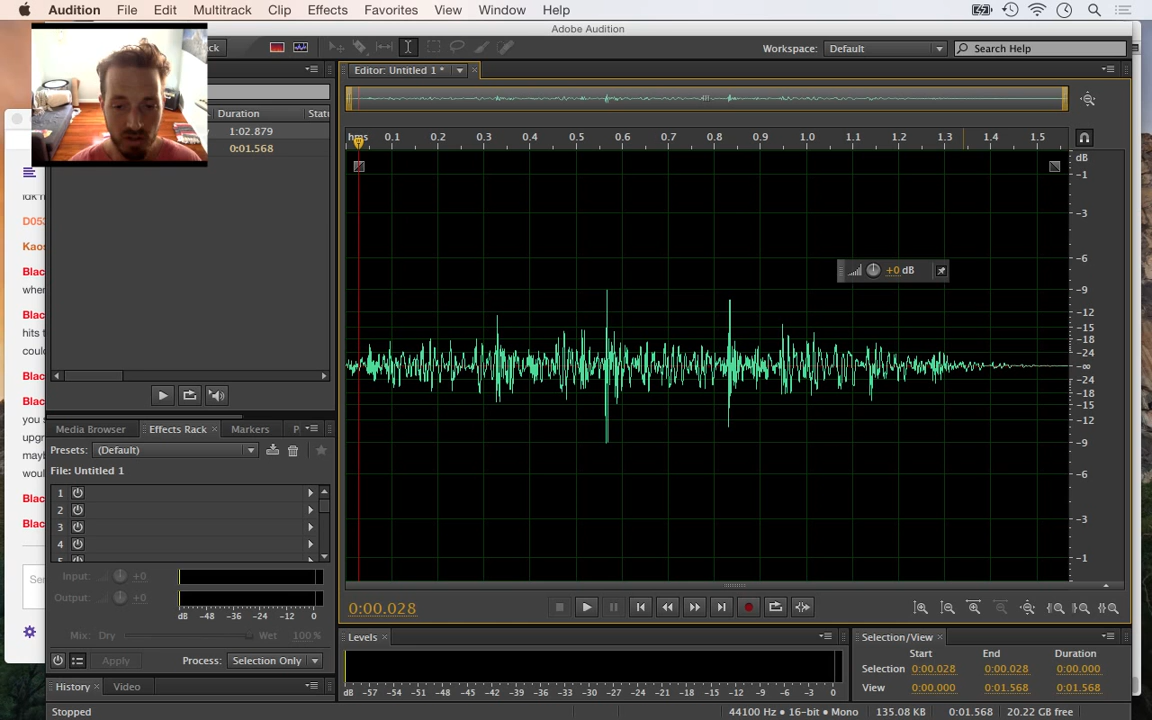 Audition File Edit Multitrack Clip Effects Favorites View Window Help
Adobe Audition
ck
Workspace: Default
Search Help
Editor: Untitled 1 *
Duration Statu
1:02.879
0:01.568
hms 0.1 0.2 0.3 0.4 0.5 0.6 0.7 0.8 0.9 1.0 1.1 1.2 1.3 1.4 1.5
dB
-1
-3
-6
-9
-12
-15
-18
-24
-∞
-24
-18
-15
-12
-9
-6
-3
-1
+0 dB
D053
Kaos
Blac
wher
Blac
hits t
coul
Blac
Blac
you s
upgr
mayb
woul
Blac
Blac
Sen
Media Browser Effects Rack Markers P
Presets: (Default)
File: Untitled 1
1
2
3
4
Input: +0
Output: +0
dB -48 -36 -24 -12 0
Mix: Dry Wet 100 %
Apply Process: Selection Only
History Video
Stopped
0:00.028
Levels
dB -57 -54 -51 -48 -45 -42 -39 -36 -33 -30 -27 -24 -21 -18 -15 -12 -9 -6 -3 0
Selection/View
Start End Duration
Selection 0:00.028 0:00.028 0:00.000
View 0:00.000 0:01.568 0:01.568
44100 Hz • 16-bit • Mono 135.08 KB 0:01.568 20.22 GB free